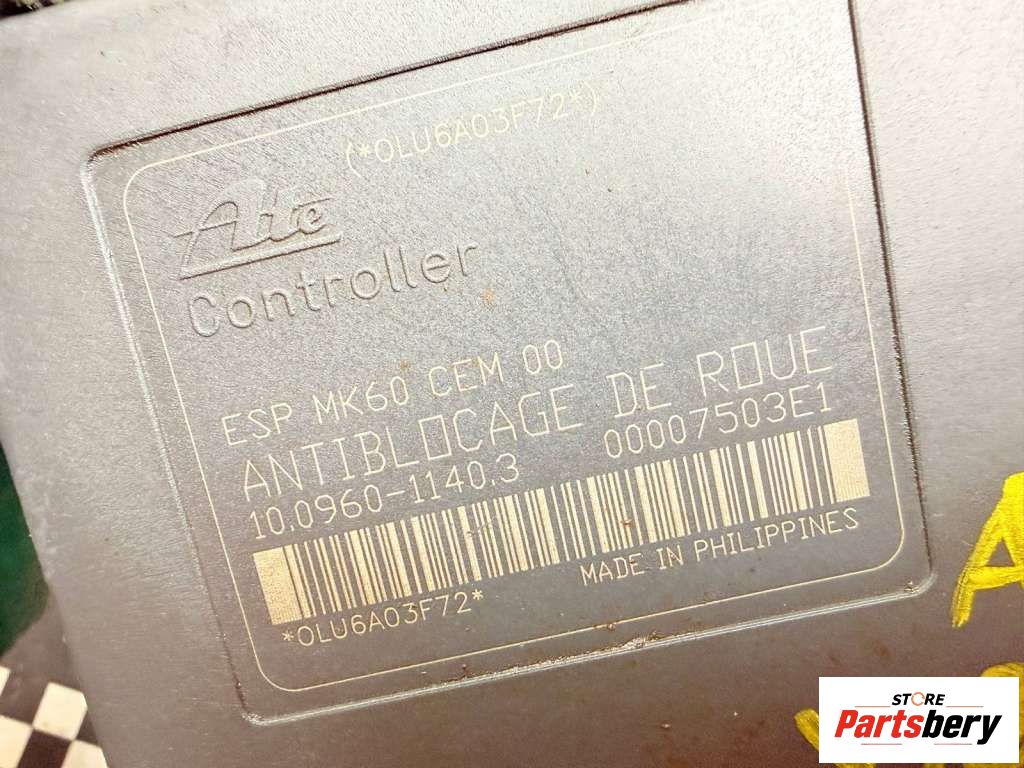 (*OLU6A03F72*)
Ate
Controller
ESP MK60 CEM 00
ANTIBLOCAGE DE ROUE
10.0960-1140.3 00007503E1
*OLU6A03F72*
MADE IN PHILIPPINES
A
STORE
Partsbery